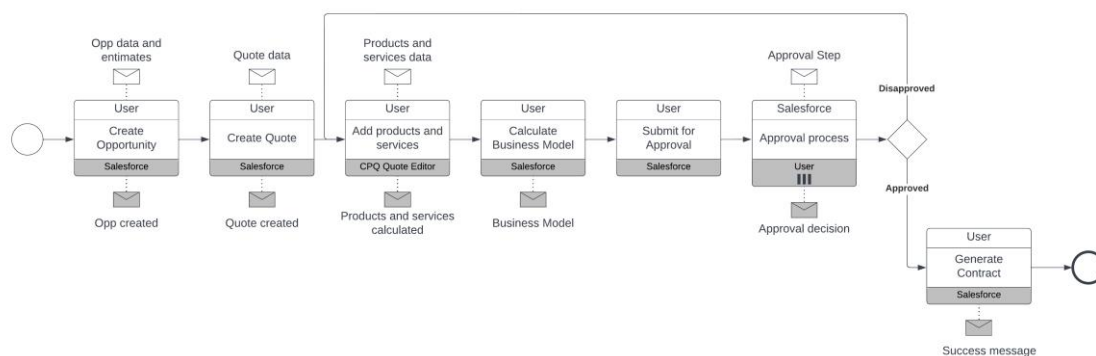 Opp data and
entimates
User
Create
Opportunity
Salesforce
Opp created
Quote data
User
Create Quote
Salesforce
Quote created
Products and
services data
User
Add products and
services
CPQ Quote Editor
Products and services
calculated
User
Calculate
Business Model
Salesforce
Business Model
User
Submit for
Approval
Salesforce
Approval Step
Salesforce
Approval process
User
Approval decision
Disapproved
Approved
User
Generate
Contract
Salesforce
Success message